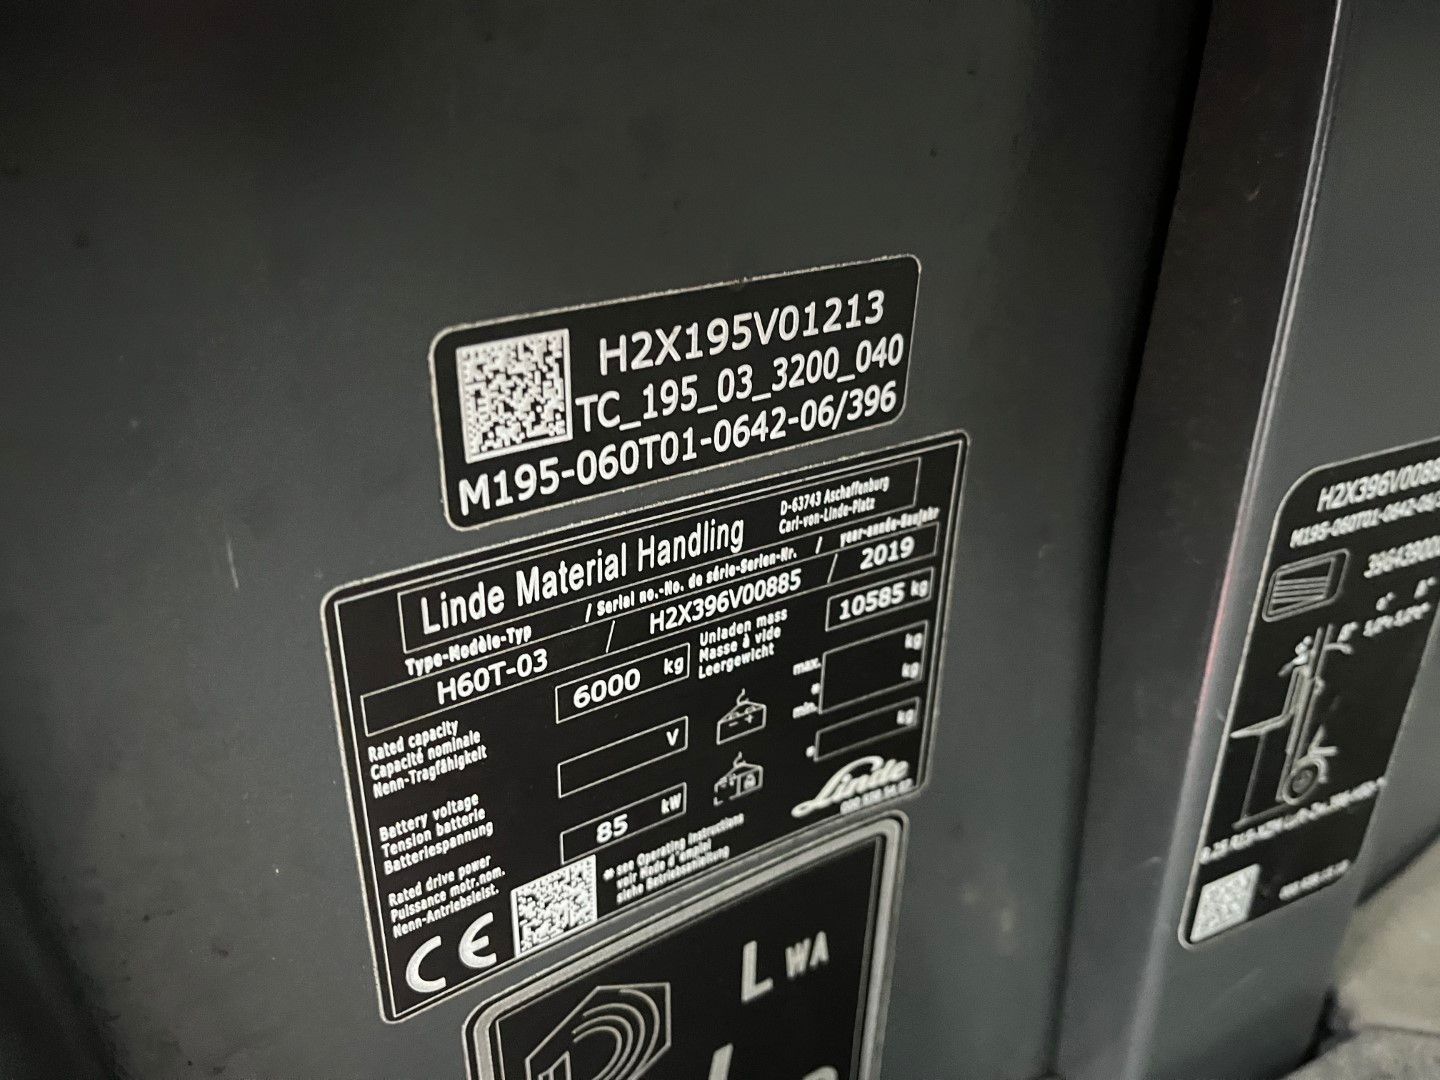 H2X195V01213
TC_195_03_3200_040
M195-060T01-0642-06/396
Linde Material Handling
D-63743 Aschaffenburg
Carl-von-Linde-Platz
Type-Modèle-Typ / Serial no.-No. de série-Serien-Nr. / year-année-Baujahr
H60T-03 / H2X396V00885 / 2019
Rated capacity
Capacité nominale
Nenn-Tragfähigkeit
6000 kg
Unladen mass
Masse à vide
Leergewicht
10585 kg
Battery voltage
Tension batterie
Batteriespannung
V
max. kg
min. kg
kg
Rated drive power
Puissance motr.nom.
Nenn-Antriebsleist.
85 kW
Linde
CE
* see Operating instructions
voir Mode d'emploi
siehe Betriebsanleitung
L WA
H2X396V0088
M195-060T01-0642-06/